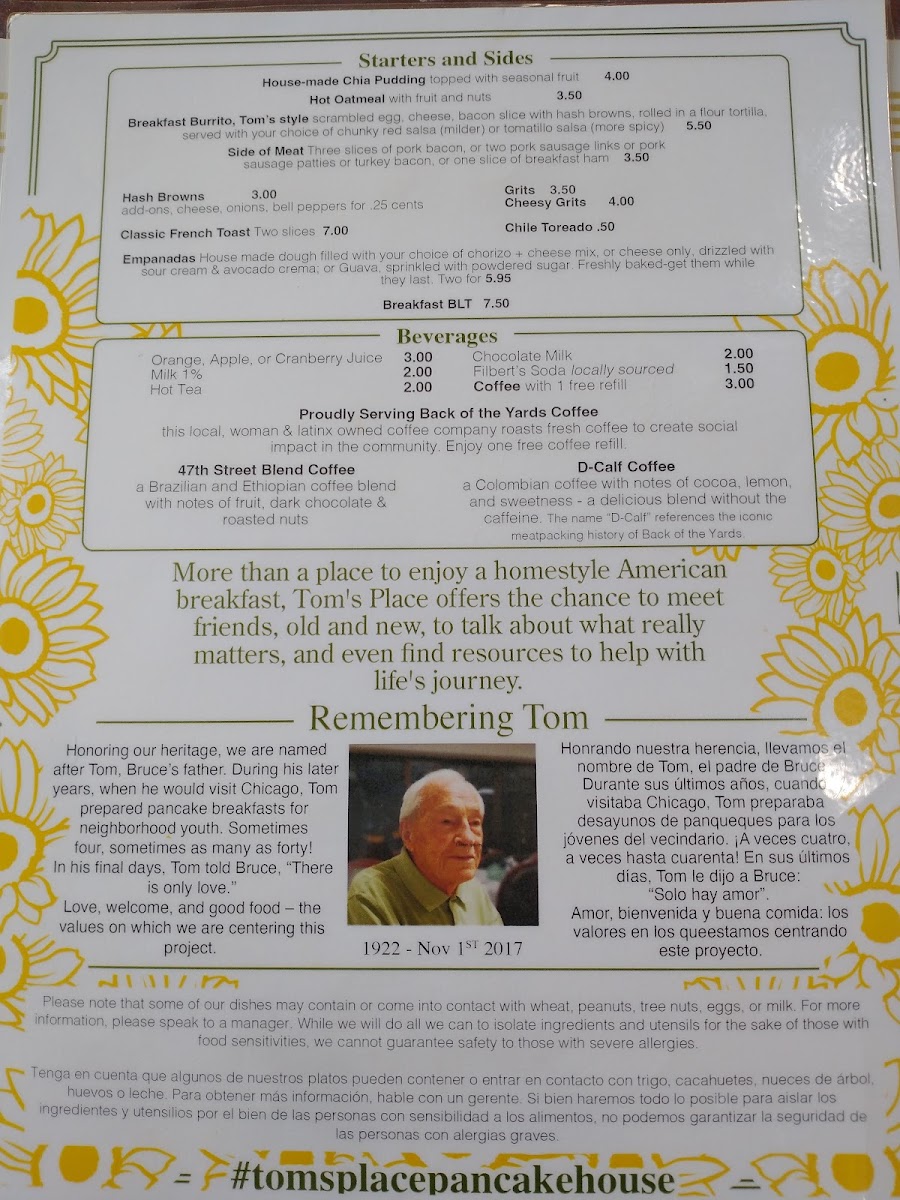 Starters and Sides
House-made Chia Pudding topped with seasonal fruit 4.00
Hot Oatmeal with fruit and nuts 3.50
Breakfast Burrito, Tom's style scrambled egg, cheese, bacon slice with hash browns, rolled in a flour tortilla,
served with your choice of chunky red salsa (milder) or tomatillo salsa (more spicy) 5.50
Side of Meat Three slices of pork bacon, or two pork sausage links or pork
sausage patties or turkey bacon, or one slice of breakfast ham 3.50
Hash Browns 3.00
add-ons, cheese, onions, bell peppers for .25 cents
Grits 3.50
Cheesy Grits 4.00
Classic French Toast Two slices 7.00
Chile Toreado .50
Empanadas House made dough filled with your choice of chorizo + cheese mix, or cheese only, drizzled with
sour cream & avocado crema; or Guava, sprinkled with powdered sugar. Freshly baked-get them while
they last. Two for 5.95
Breakfast BLT 7.50
Beverages
Orange, Apple, or Cranberry Juice 3.00
Milk 1% 2.00
Hot Tea 2.00
Chocolate Milk 2.00
Filbert's Soda locally sourced 1.50
Coffee with 1 free refill 3.00
Proudly Serving Back of the Yards Coffee
this local, woman & latinx owned coffee company roasts fresh coffee to create social
impact in the community. Enjoy one free coffee refill.
47th Street Blend Coffee
a Brazilian and Ethiopian coffee blend
with notes of fruit, dark chocolate &
roasted nuts
D-Calf Coffee
a Colombian coffee with notes of cocoa, lemon,
and sweetness - a delicious blend without the
caffeine. The name "D-Calf" references the iconic
meatpacking history of Back of the Yards.
More than a place to enjoy a homestyle American
breakfast, Tom's Place offers the chance to meet
friends, old and new, to talk about what really
matters, and even find resources to help with
life's journey.
Remembering Tom
Honoring our heritage, we are named
after Tom, Bruce's father. During his later
years, when he would visit Chicago, Tom
prepared pancake breakfasts for
neighborhood youth. Sometimes
four, sometimes as many as forty!
In his final days, Tom told Bruce, "There
is only love."
Love, welcome, and good food – the
values on which we are centering this
project.
1922 - Nov 1ST 2017
Honrando nuestra herencia, llevamos el
nombre de Tom, el padre de Bruce.
Durante sus últimos años, cuando
visitaba Chicago, Tom preparaba
desayunos de panqueques para los
jóvenes del vecindario. ¡A veces cuatro,
a veces hasta cuarenta! En sus últimos
días, Tom le dijo a Bruce:
"Solo hay amor".
Amor, bienvenida y buena comida: los
valores en los queestamos centrando
este proyecto.
Please note that some of our dishes may contain or come into contact with wheat, peanuts, tree nuts, eggs, or milk. For more
information, please speak to a manager. While we will do all we can to isolate ingredients and utensils for the sake of those with
food sensitivities, we cannot guarantee safety to those with severe allergies.
Tenga en cuenta que algunos de nuestros platos pueden contener o entrar en contacto con trigo, cacahuetes, nueces de árbol,
huevos o leche. Para obtener más información, hable con un gerente. Si bien haremos todo lo posible para aislar los
ingredientes y utensilios por el bien de las personas con sensibilidad a los alimentos, no podemos garantizar la seguridad de
las personas con alergias graves.
#tomsplacepancakehouse